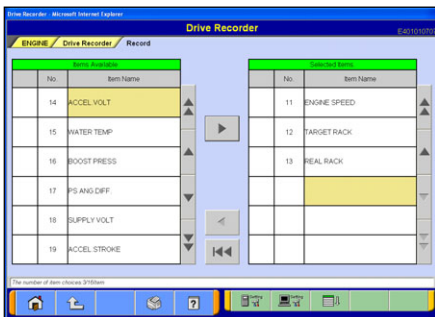 Drive Recorder - Microsoft Internet Explorer
Drive Recorder
E401010702
ENGINE Drive Recorder Record
Items Available
No. Item Name
14 ACCEL VOLT
15 WATER TEMP
16 BOOST PRESS
17 PS ANG.DIFF
18 SUPPLY VOLT
19 ACCEL STROKE
Selected Items
No. Item Name
11 ENGINE SPEED
12 TARGET RACK
13 REAL RACK
The number of item choices 3/16item
?